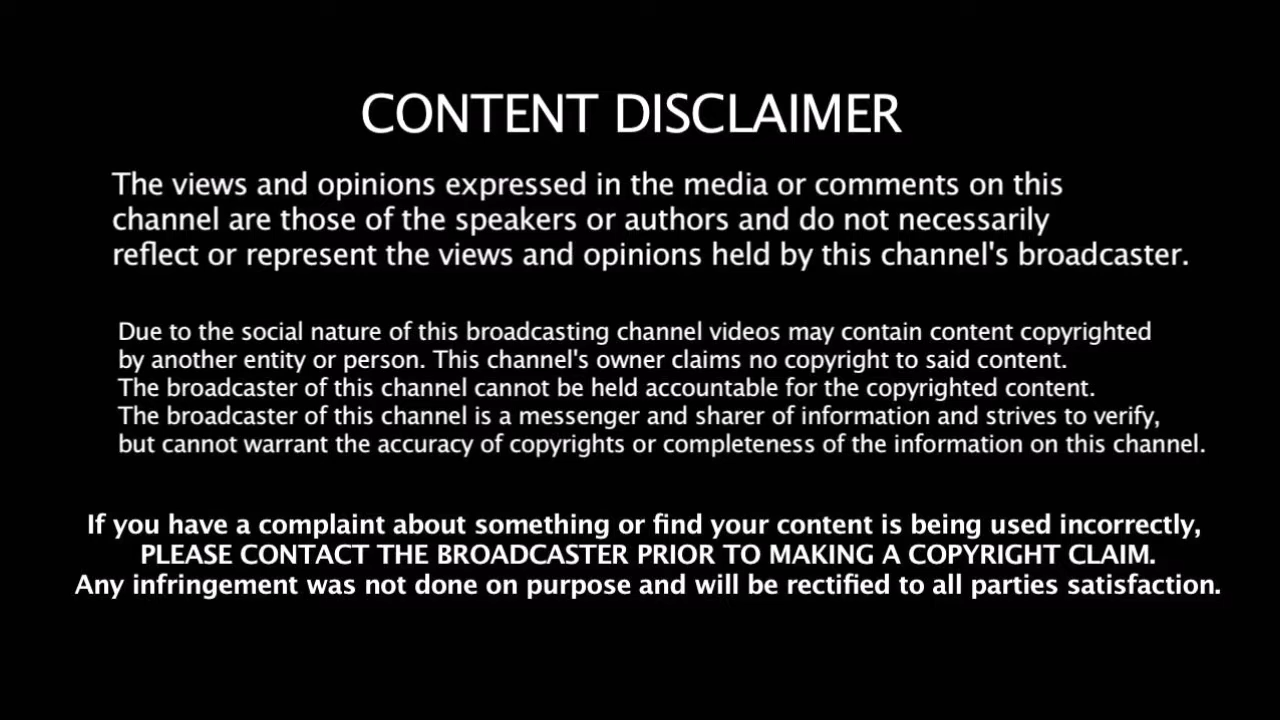 CONTENT DISCLAIMER
The views and opinions expressed in the media or comments on this
channel are those of the speakers or authors and do not necessarily
reflect or represent the views and opinions held by this channel's broadcaster.
Due to the social nature of this broadcasting channel videos may contain content copyrighted
by another entity or person. This channel's owner claims no copyright to said content.
The broadcaster of this channel cannot be held accountable for the copyrighted content.
The broadcaster of this channel is a messenger and sharer of information and strives to verify,
but cannot warrant the accuracy of copyrights or completeness of the information on this channel.
If you have a complaint about something or find your content is being used incorrectly,
PLEASE CONTACT THE BROADCASTER PRIOR TO MAKING A COPYRIGHT CLAIM.
Any infringement was not done on purpose and will be rectified to all parties satisfaction.